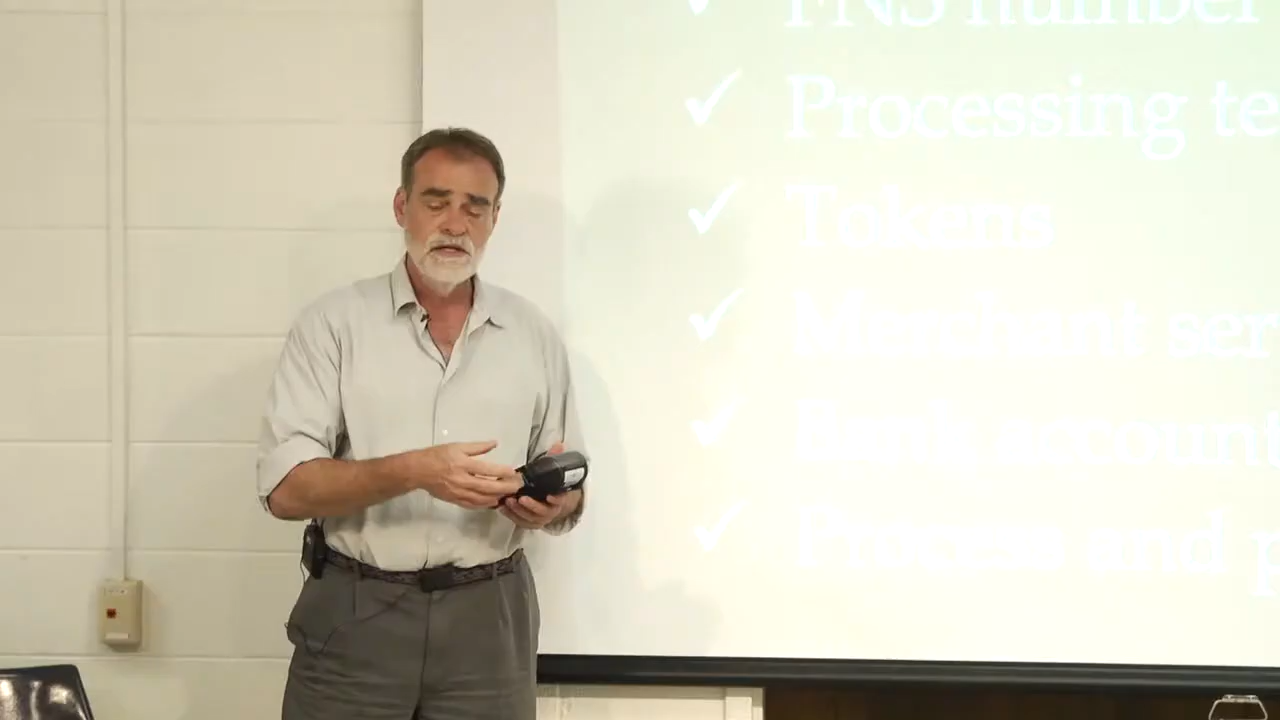 ✓ FNS number
✓ Processing te
✓ Tokens
✓ Merchant ser
✓ Bank account
✓ Process and p